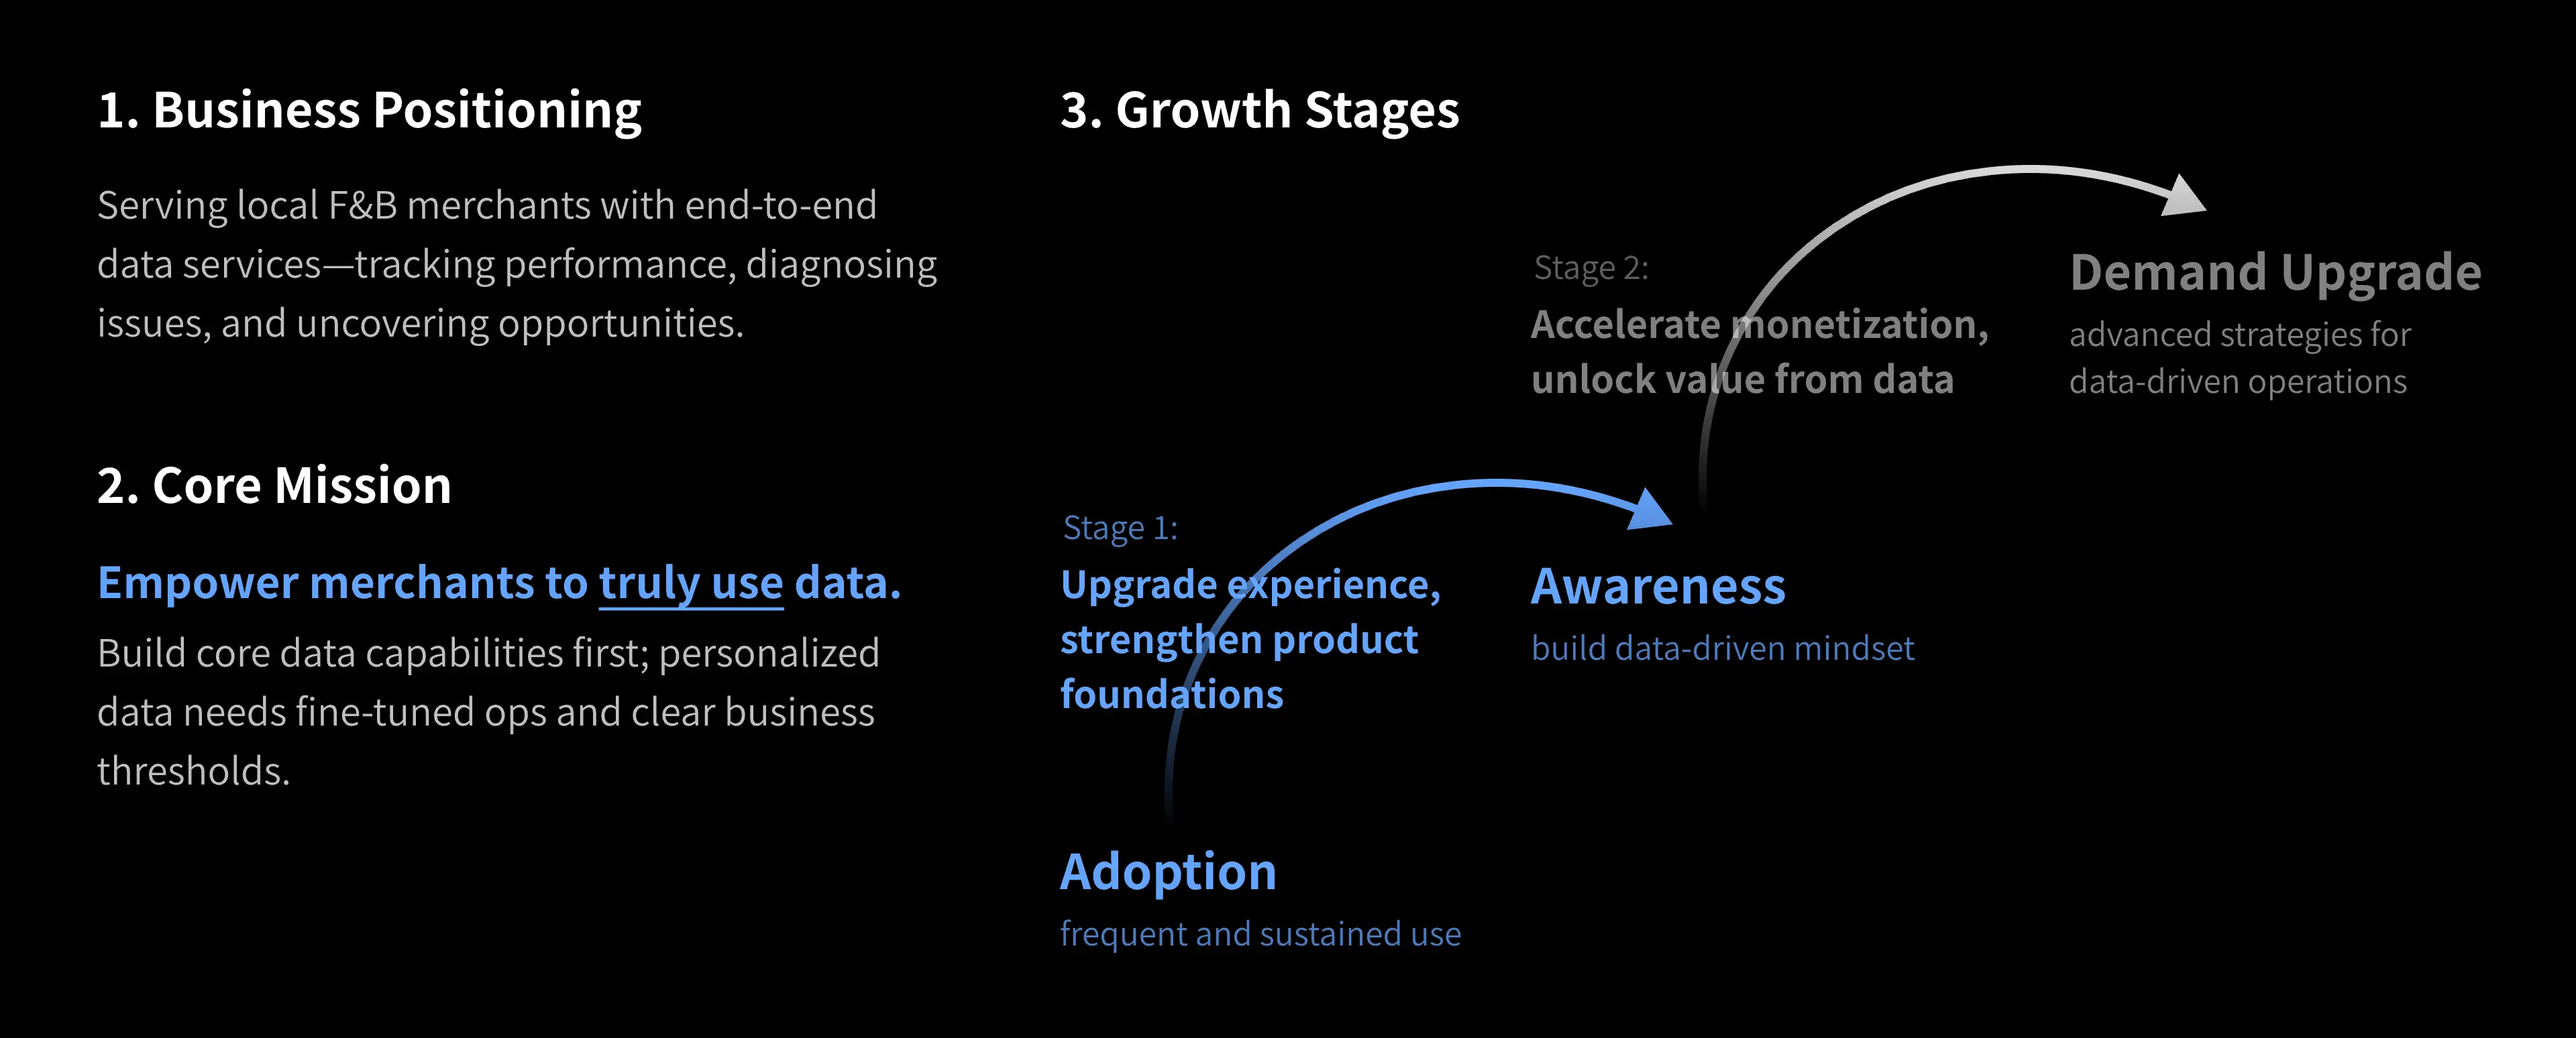 1. Business Positioning
Serving local F&B merchants with end-to-end
data services—tracking performance, diagnosing
issues, and uncovering opportunities.
2. Core Mission
Empower merchants to truly use data.
Build core data capabilities first; personalized
data needs fine-tuned ops and clear business
thresholds.
3. Growth Stages
Stage 2:
Accelerate monetization,
unlock value from data
Demand Upgrade
advanced strategies for
data-driven operations
Stage 1:
Upgrade experience,
strengthen product
foundations
Awareness
build data-driven mindset
Adoption
frequent and sustained use